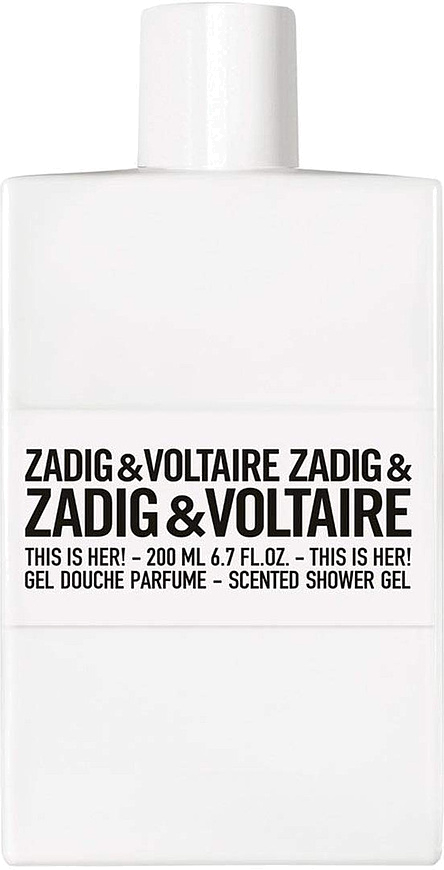 ZADIG & VOLTAIRE ZADIG &
ZADIG & VOLTAIRE
THIS IS HER! – 200 ML 6.7 FL.OZ. – THIS IS HER!
GEL DOUCHE PARFUME – SCENTED SHOWER GEL